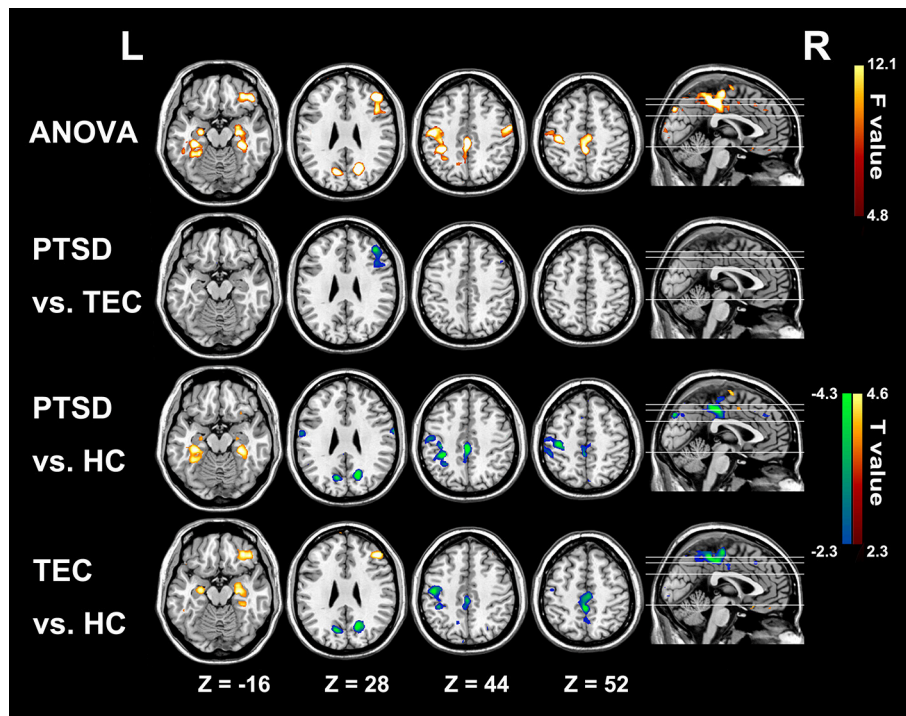 L R
ANOVA
12.1
F value
4.8
PTSD
vs. TEC
PTSD
vs. HC
-4.3 4.6
T value
-2.3 2.3
TEC
vs. HC
Z = -16 Z = 28 Z = 44 Z = 52